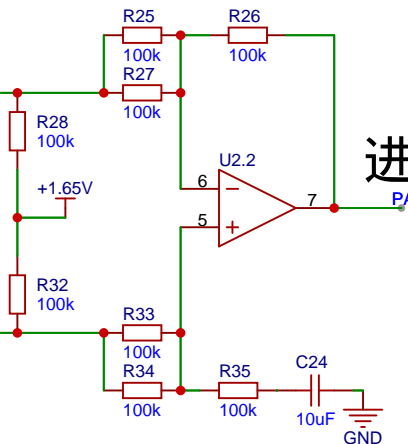 R25
100k
R26
100k
R27
100k
R28
100k
+1.65V
U2.2
6
5
7
进
PA
R32
100k
R33
100k
R34
100k
R35
100k
C24
10uF
GND